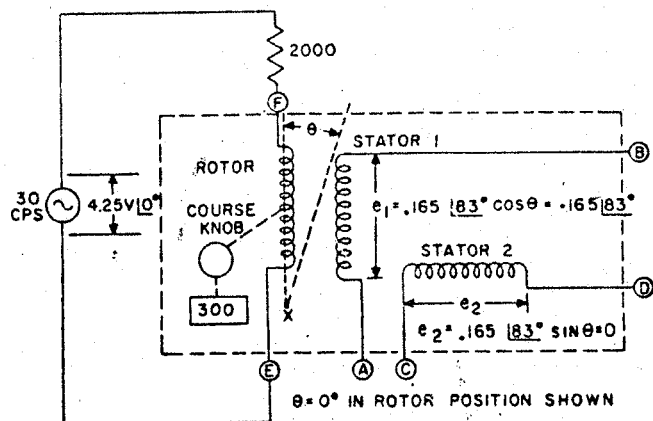 2000
F
θ
STATOR 1
ROTOR
B
30
CPS
4.25V|0°
COURSE
KNOB
e₁=.165 |83° COSθ = .165|83°
STATOR 2
300
D
e₂
X
e₂=.165 |83° SINθ=0
E
A
C
θ=0° IN ROTOR POSITION SHOWN